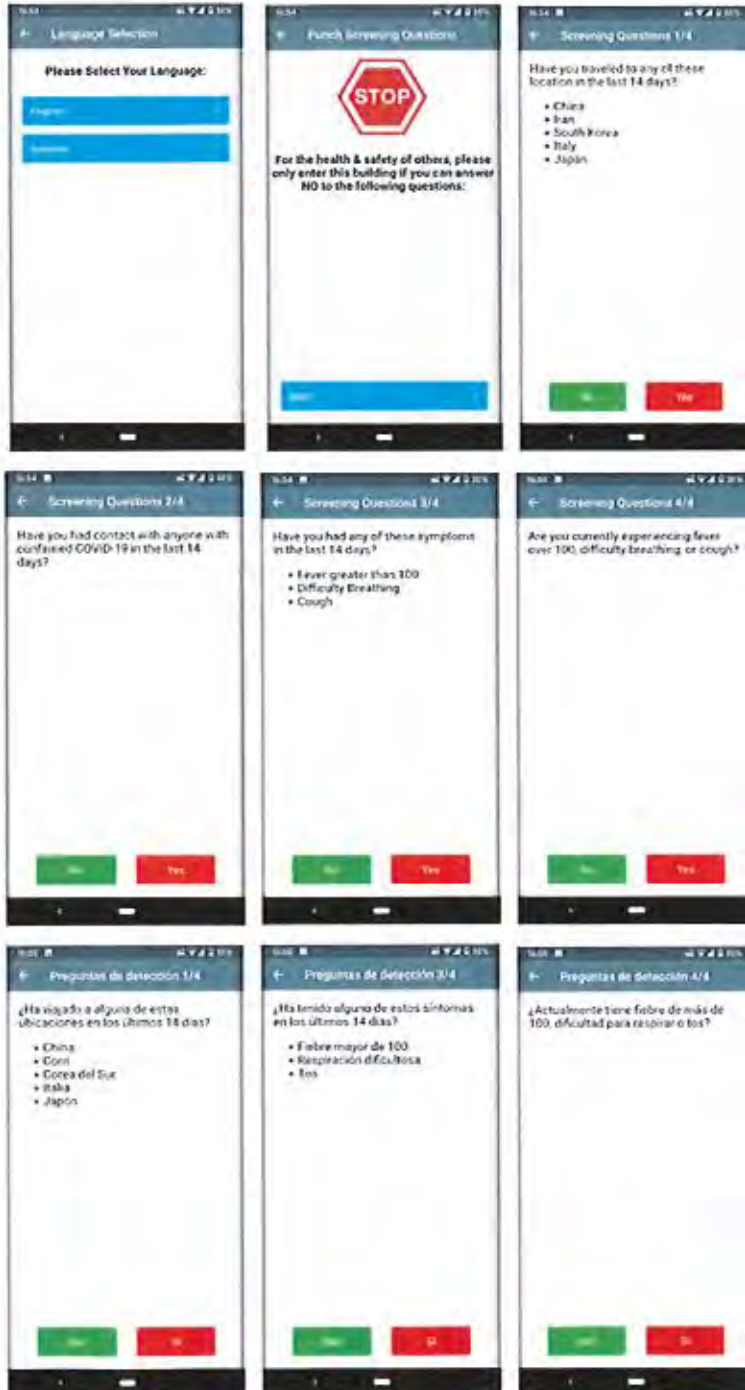 Language Selection
Please Select Your Language:
English
Punch Screening Questions
STOP
For the health & safety of others, please
only enter this building if you can answer
NO to the following questions:
Screening Questions 1/4
Have you traveled to any of these
location in the last 14 days?
• China
• Iran
• South Korea
• Italy
• Japan
No
Yes
Screening Questions 2/4
Have you had contact with anyone with
confirmed COVID-19 in the last 14
days?
No
Yes
Screening Questions 3/4
Have you had any of these symptoms
in the last 14 days?
• Fever greater than 100
• Difficulty Breathing
• Cough
No
Yes
Screening Questions 4/4
Are you currently experiencing fever
over 100, difficulty breathing, or cough?
No
Yes
Preguntas de detección 1/4
¿Ha viajado a alguna de estas
ubicaciones en los últimos 14 días?
• China
• Corea del Sur
• Italia
• Japón
Si
Preguntas de detección 3/4
¿Ha tenido alguno de estos síntomas
en los últimos 14 días?
• Fiebre mayor de 100
• Respiración dificultosa
• Tos
Si
Preguntas de detección 4/4
¿Actualmente tiene fiebre de más de
100, dificultad para respirar o tos?
Si